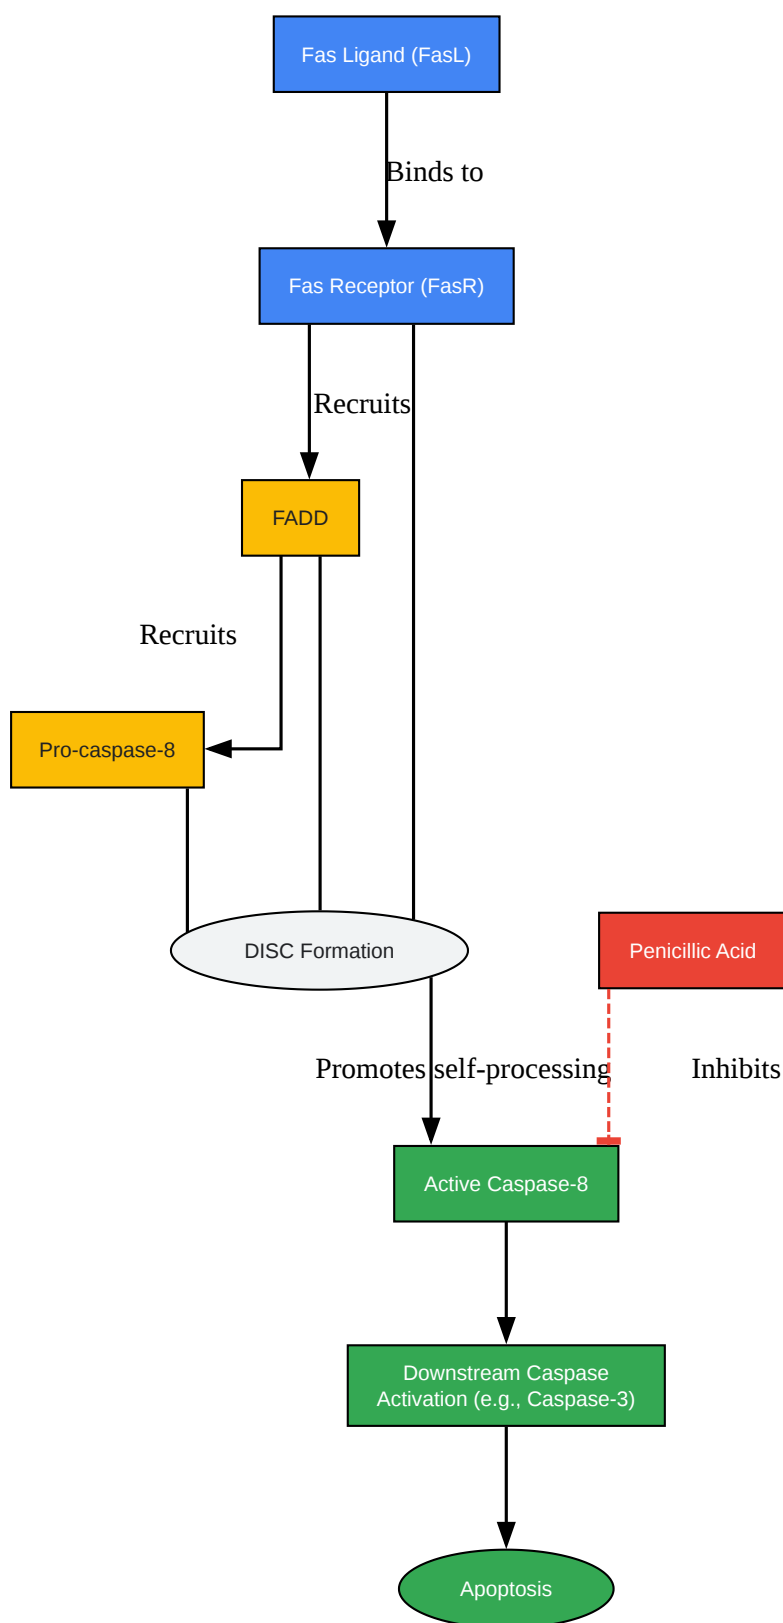 Fas Ligand (FasL)
Binds to
Fas Receptor (FasR)
Recruits
FADD
Recruits
Pro-caspase-8
DISC Formation
Penicillic Acid
Promotes self-processing
Inhibits
Active Caspase-8
Downstream Caspase
Activation (e.g., Caspase-3)
Apoptosis